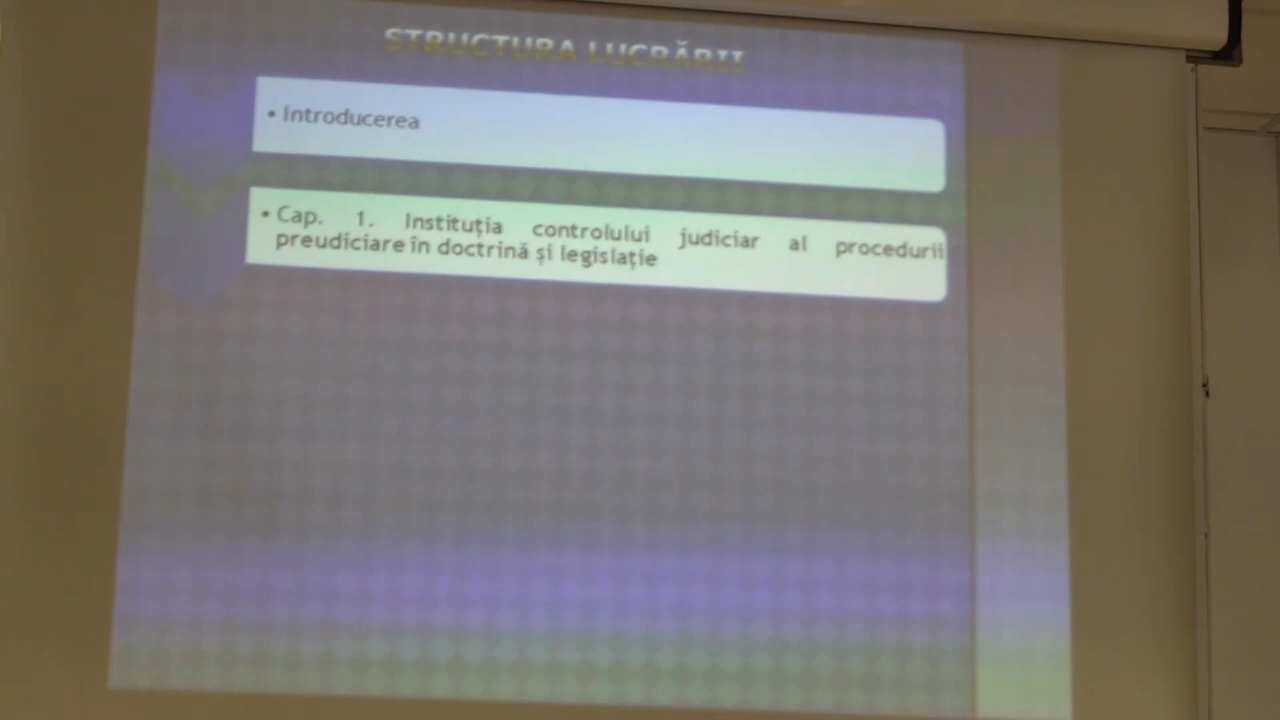 STRUCTURA LUCRĂRII
• Introducerea
• Cap. 1. Instituția controlului judiciar al procedurii
preudiciare în doctrină și legislație